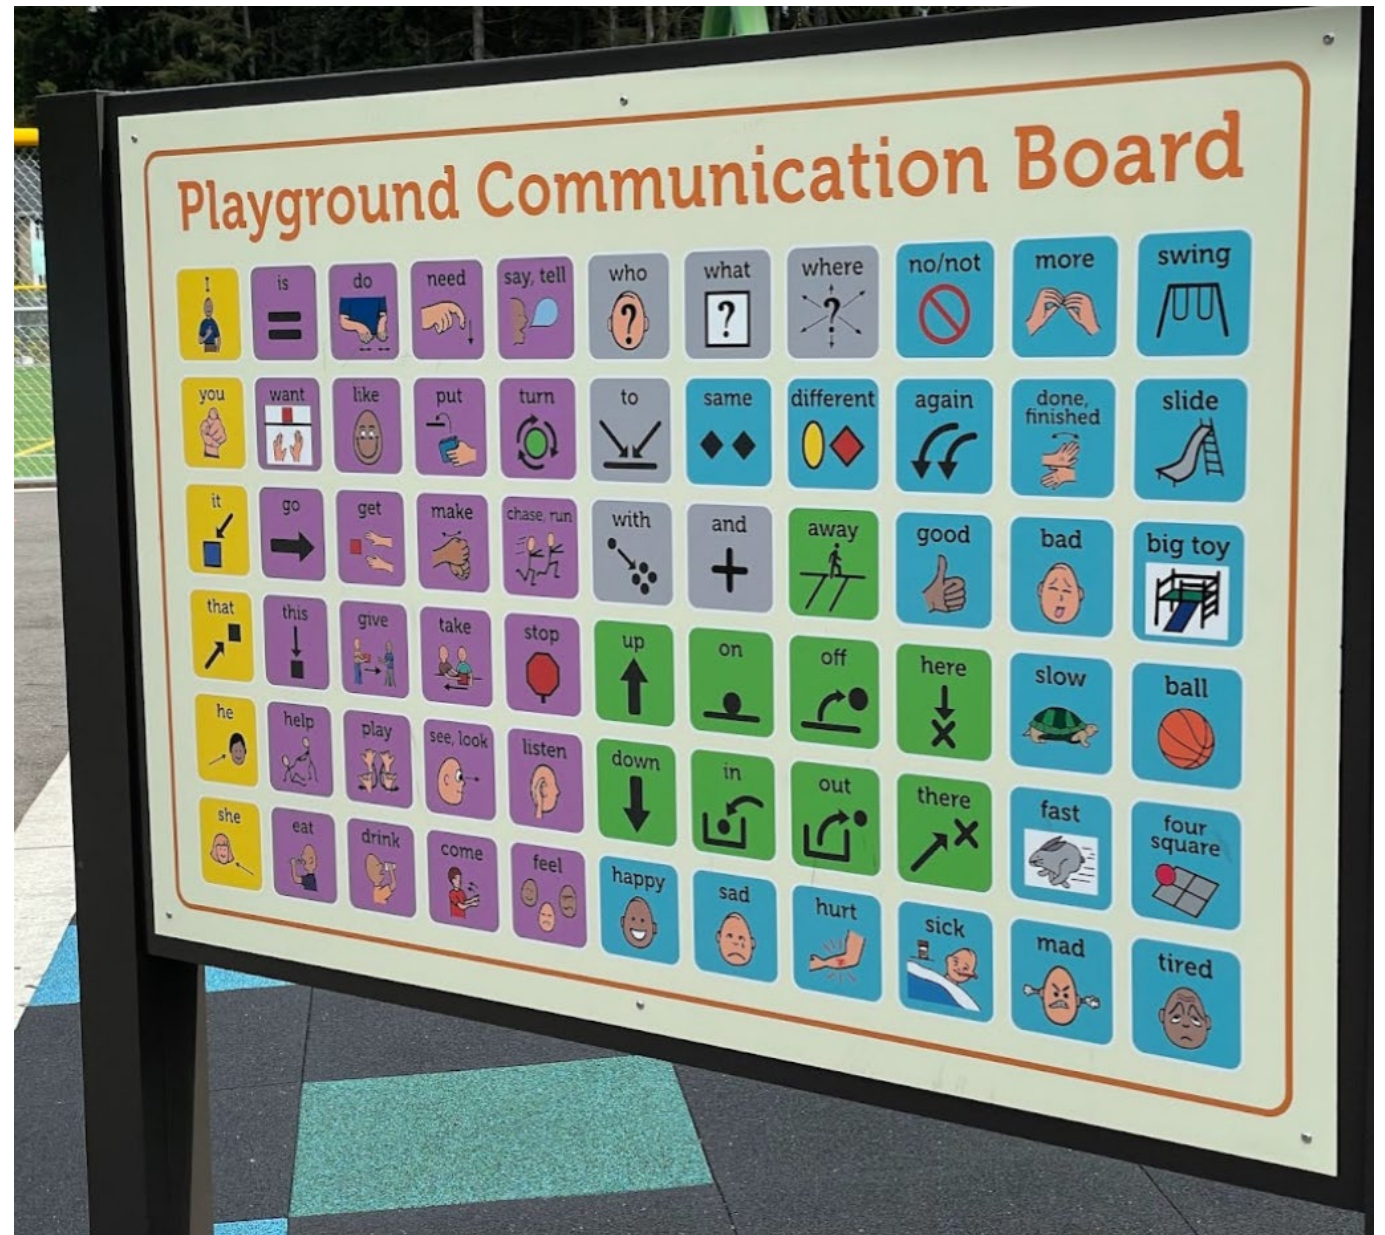 Playground Communication Board
I is do need say, tell who what where no/not more swing
you want like put turn to same different again done, finished slide
it go get make chase, run with and away good bad big toy
that this give take stop up on off here slow ball
he help play see, look listen down in out there fast four square
she eat drink come feel happy sad hurt sick mad tired